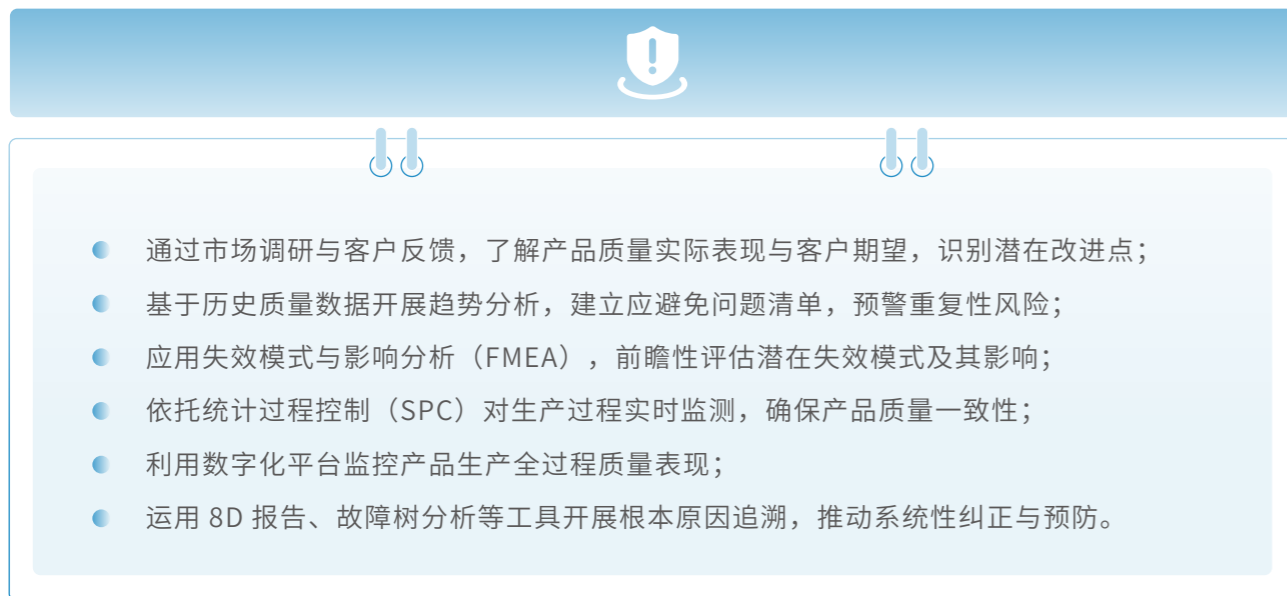 通过市场调研与客户反馈，了解产品质量实际表现与客户期望，识别潜在改进点；
基于历史质量数据开展趋势分析，建立应避免问题清单，预警重复性风险；
应用失效模式与影响分析（FMEA），前瞻性评估潜在失效模式及其影响；
依托统计过程控制（SPC）对生产过程实时监测，确保产品质量一致性；
利用数字化平台监控产品生产全过程质量表现；
运用 8D 报告、故障树分析等工具开展根本原因追溯，推动系统性纠正与预防。